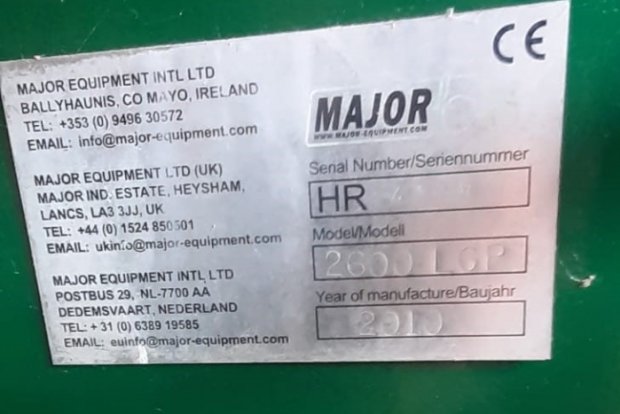 MAJOR EQUIPMENT INTL LTD
BALLYHAUNIS, CO MAYO, IRELAND
TEL: +353 (0) 9496 30572
EMAIL: info@major-equipment.com
MAJOR EQUIPMENT LTD (UK)
MAJOR IND. ESTATE, HEYSHAM,
LANCS, LA3 3JJ, UK
TEL: +44 (0) 1524 850501
EMAIL: ukinfo@major-equipment.com
MAJOR EQUIPMENT INTL LTD
POSTBUS 29, NL-7700 AA
DEDEMSVAART, NEDERLAND
TEL: +31 (0) 6389 19585
EMAIL: euinfo@major-equipment.com
CE
MAJOR
WWW.MAJOR-EQUIPMENT.COM
Serial Number/Seriennummer
HR
Model/Modell
2600 LGP
Year of manufacture/Baujahr
2010